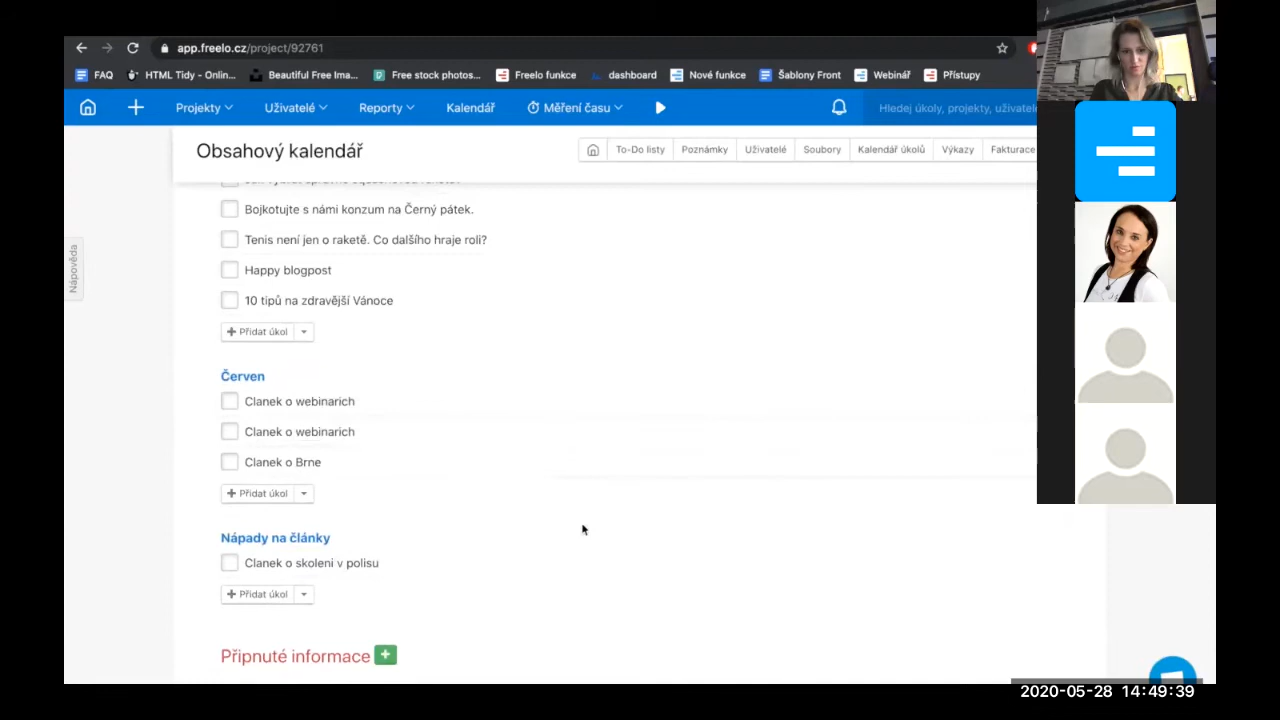 app.freelo.cz/project/92761
FAQ HTML Tidy - Onlin... Beautiful Free Ima... Free stock photos... Freelo funkce dashboard Nové funkce Šablony Front Webinář Přístupy
Projekty Uživatelé Reporty Kalendář Měření času Hledej úkoly, projekty, uživatele
Obsahový kalendář
To-Do listy Poznámky Uživatelé Soubory Kalendář úkolů Výkazy Fakturace
Nápověda
Bojkotujte s námi konzum na Černý pátek.
Tenis není jen o raketě. Co dalšího hraje roli?
Happy blogpost
10 tipů na zdravější Vánoce
Přidat úkol
Červen
Clanek o webinarich
Clanek o webinarich
Clanek o Brne
Přidat úkol
Nápady na články
Clanek o skoleni v polisu
Přidat úkol
Připnuté informace
2020-05-28 14:49:39